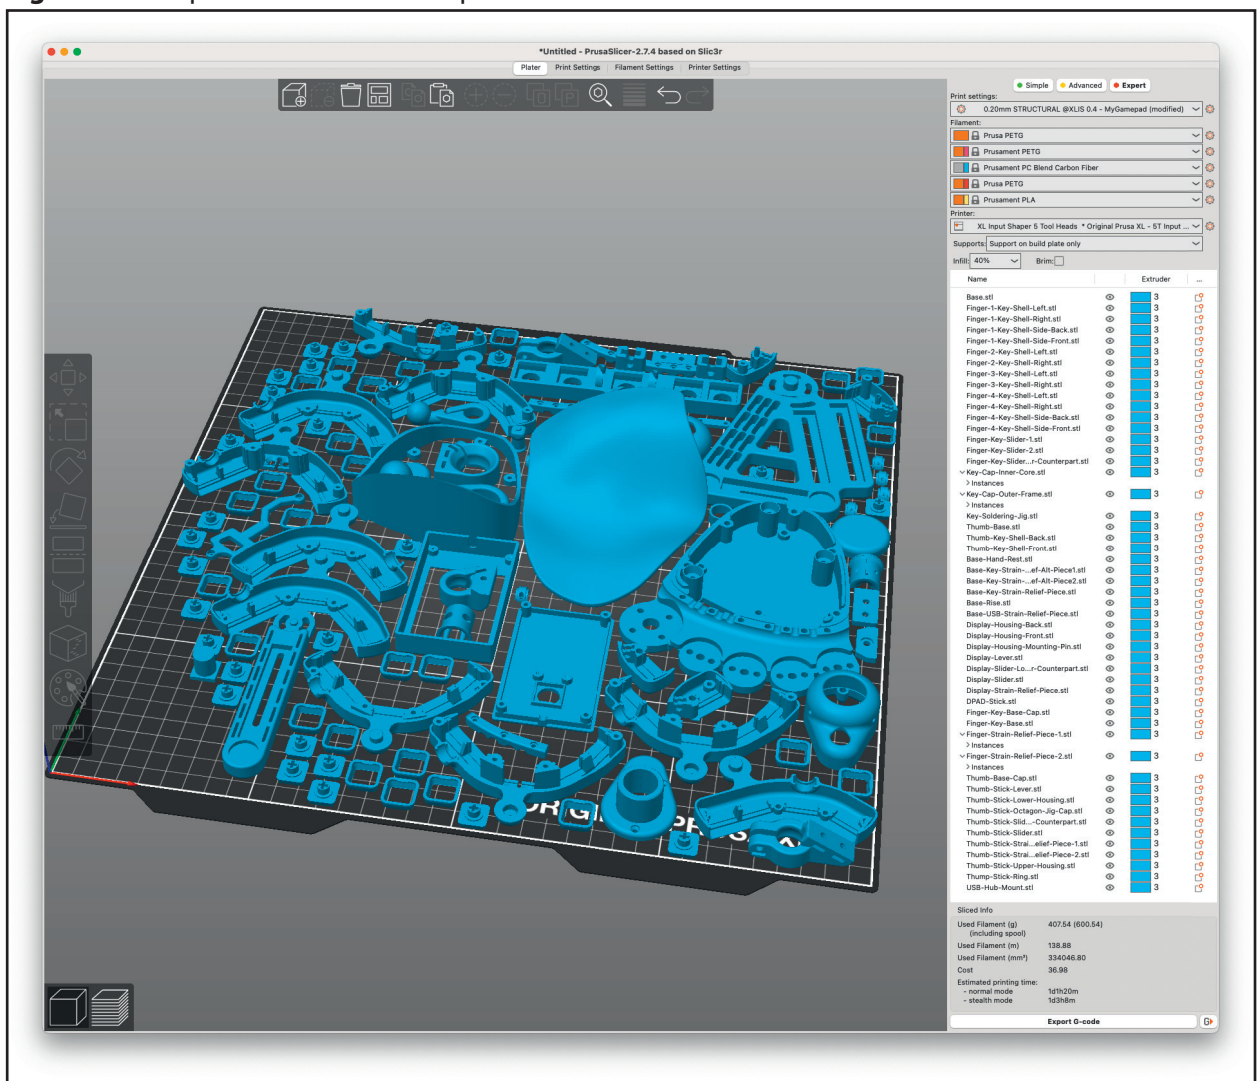 *Untitled - PrusaSlicer-2.7.4 based on Slic3r
Plater Print Settings Filament Settings Printer Settings
Simple Advanced Expert
Print settings:
0.20mm STRUCTURAL @XLIS 0.4 - MyGamepad (modified)
Filament:
Prusa PETG
Prusament PETG
Prusament PC Blend Carbon Fiber
Prusa PETG
Prusament PLA
Printer:
XL Input Shaper 5 Tool Heads * Original Prusa XL - 5T Input ...
Supports: Support on build plate only
Infill: 40% Brim:
Name Extruder ...
Base.stl 3
Finger-1-Key-Shell-Left.stl 3
Finger-1-Key-Shell-Right.stl 3
Finger-1-Key-Shell-Side-Back.stl 3
Finger-1-Key-Shell-Side-Front.stl 3
Finger-2-Key-Shell-Left.stl 3
Finger-2-Key-Shell-Right.stl 3
Finger-3-Key-Shell-Left.stl 3
Finger-3-Key-Shell-Right.stl 3
Finger-4-Key-Shell-Left.stl 3
Finger-4-Key-Shell-Right.stl 3
Finger-4-Key-Shell-Side-Back.stl 3
Finger-4-Key-Shell-Side-Front.stl 3
Finger-Key-Slider-1.stl 3
Finger-Key-Slider-2.stl 3
Finger-Key-Slider...r-Counterpart.stl 3
Key-Cap-Inner-Core.stl 3
Instances
Key-Cap-Outer-Frame.stl 3
Instances
Key-Soldering-Jig.stl 3
Thumb-Base.stl 3
Thumb-Key-Shell-Back.stl 3
Thumb-Key-Shell-Front.stl 3
Base-Hand-Rest.stl 3
Base-Key-Strain-...ef-Alt-Piece1.stl 3
Base-Key-Strain-...ef-Alt-Piece2.stl 3
Base-Key-Strain-Relief-Piece.stl 3
Base-Rise.stl 3
Base-USB-Strain-Relief-Piece.stl 3
Display-Housing-Back.stl 3
Display-Housing-Front.stl 3
Display-Housing-Mounting-Pin.stl 3
Display-Lever.stl 3
Display-Slider-Lo...r-Counterpart.stl 3
Display-Slider.stl 3
Display-Strain-Relief-Piece.stl 3
DPAD-Stick.stl 3
Finger-Key-Base-Cap.stl 3
Finger-Key-Base.stl 3
Finger-Strain-Relief-Piece-1.stl 3
Instances
Finger-Strain-Relief-Piece-2.stl 3
Instances
Thumb-Base-Cap.stl 3
Thumb-Stick-Lever.stl 3
Thumb-Stick-Lower-Housing.stl 3
Thumb-Stick-Octagon-Jig-Cap.stl 3
Thumb-Stick-Slid...-Counterpart.stl 3
Thumb-Stick-Slider.stl 3
Thumb-Stick-Strai...elief-Piece-1.stl 3
Thumb-Stick-Strai...elief-Piece-2.stl 3
Thumb-Stick-Upper-Housing.stl 3
Thump-Stick-Ring.stl 3
USB-Hub-Mount.stl 3
Sliced Info
Used Filament (g) 407.54 (600.54)
(including spool)
Used Filament (m) 138.88
Used Filament (mm³) 334046.80
Cost 36.98
Estimated printing time:
- normal mode 1d1h20m
- stealth mode 1d3h8m
Export G-code